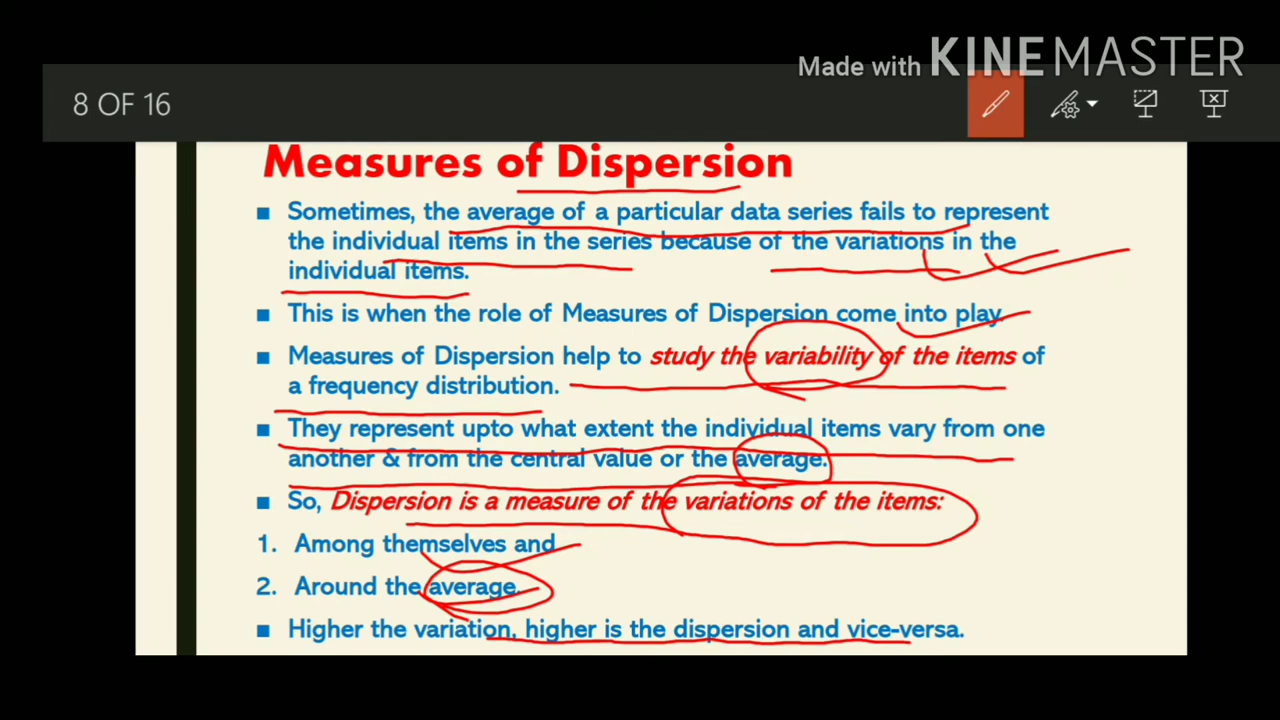 Made with KINEMASTER
8 OF 16
Measures of Dispersion
■ Sometimes, the average of a particular data series fails to represent
the individual items in the series because of the variations in the
individual items.
■ This is when the role of Measures of Dispersion come into play.
■ Measures of Dispersion help to study the variability of the items of
a frequency distribution.
■ They represent upto what extent the individual items vary from one
another & from the central value or the average.
■ So, Dispersion is a measure of the variations of the items:
1. Among themselves and
2. Around the average.
■ Higher the variation, higher is the dispersion and vice-versa.